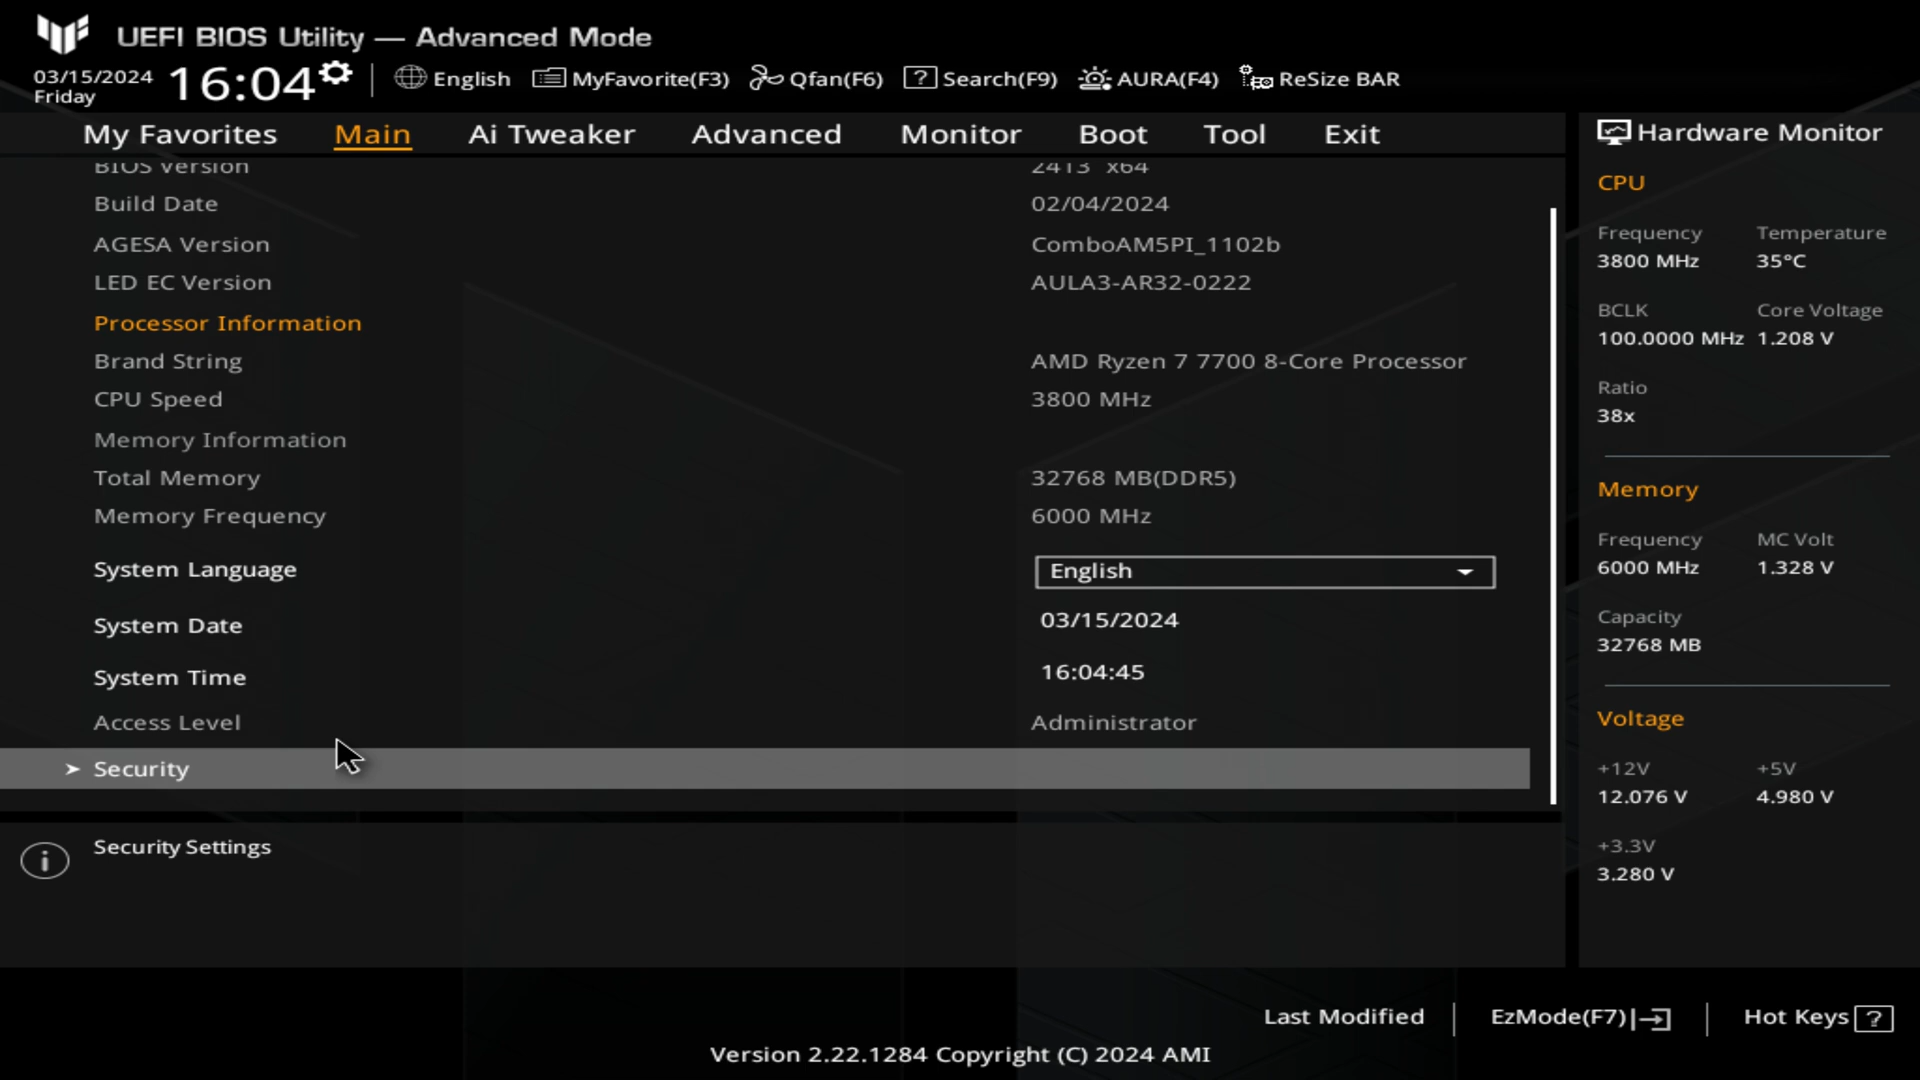 UEFI BIOS Utility — Advanced Mode
03/15/2024
Friday
16:04
English
MyFavorite(F3)
Qfan(F6)
? Search(F9)
AURA(F4)
ReSize BAR
My Favorites Main Ai Tweaker Advanced Monitor Boot Tool Exit
BIOS Version 2413 x64
Build Date 02/04/2024
AGESA Version ComboAM5PI_1102b
LED EC Version AULA3-AR32-0222
Processor Information
Brand String AMD Ryzen 7 7700 8-Core Processor
CPU Speed 3800 MHz
Memory Information
Total Memory 32768 MB(DDR5)
Memory Frequency 6000 MHz
System Language English
System Date 03/15/2024
System Time 16:04:45
Access Level Administrator
Security
Security Settings
Hardware Monitor
CPU
Frequency Temperature
3800 MHz 35°C
BCLK Core Voltage
100.0000 MHz 1.208 V
Ratio
38x
Memory
Frequency MC Volt
6000 MHz 1.328 V
Capacity
32768 MB
Voltage
+12V +5V
12.076 V 4.980 V
+3.3V
3.280 V
Last Modified EzMode(F7) Hot Keys ?
Version 2.22.1284 Copyright (C) 2024 AMI